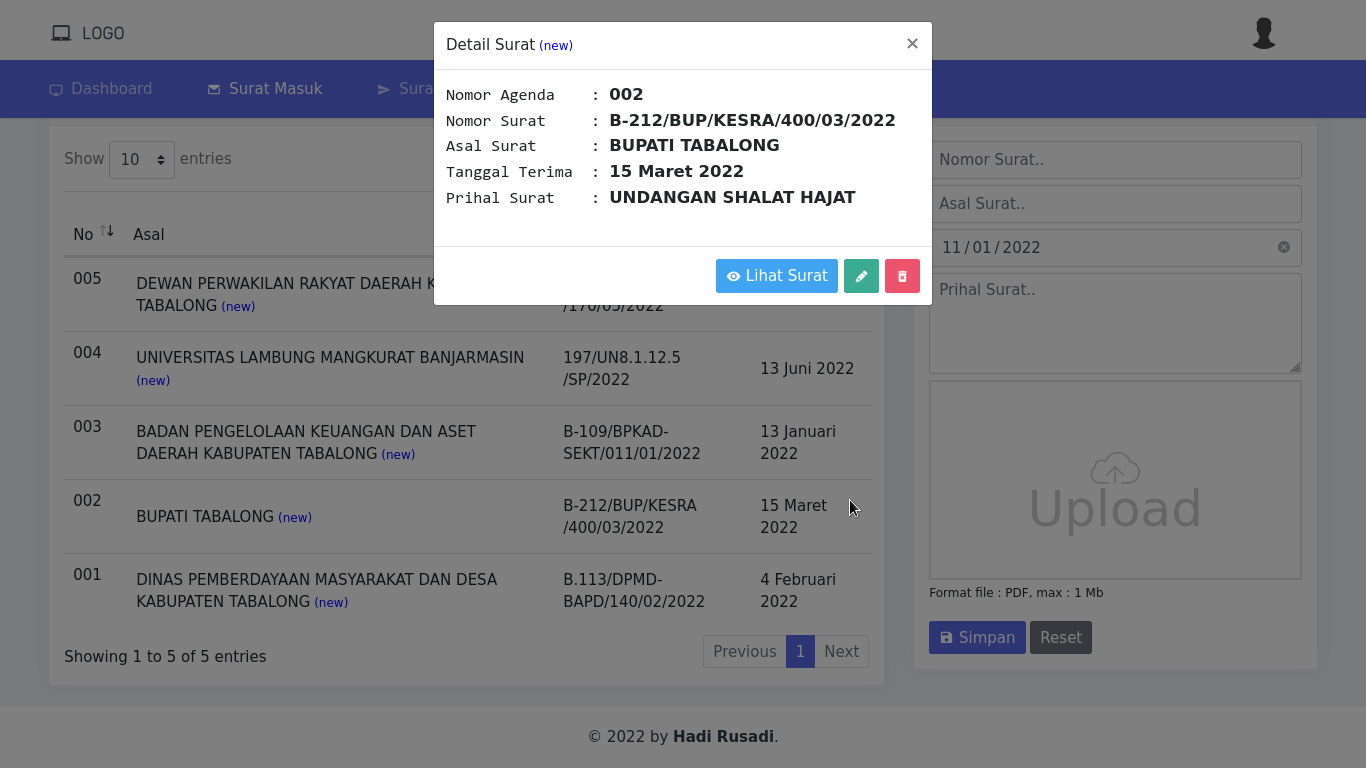 LOGO
Dashboard
Surat Masuk
Detail Surat (new)
×
Nomor Agenda : 002
Nomor Surat : B-212/BUP/KESRA/400/03/2022
Asal Surat : BUPATI TABALONG
Tanggal Terima : 15 Maret 2022
Prihal Surat : UNDANGAN SHALAT HAJAT
Lihat Surat
Show 10 entries
No Asal
005
DEWAN PERWAKILAN RAKYAT DAERAH
TABALONG (new)
004
UNIVERSITAS LAMBUNG MANGKURAT BANJARMASIN
(new)
197/UN8.1.12.5
/SP/2022
13 Juni 2022
003
BADAN PENGELOLAAN KEUANGAN DAN ASET
DAERAH KABUPATEN TABALONG (new)
B-109/BPKAD-
SEKT/011/01/2022
13 Januari
2022
002
BUPATI TABALONG (new)
B-212/BUP/KESRA
/400/03/2022
15 Maret
2022
001
DINAS PEMBERDAYAAN MASYARAKAT DAN DESA
KABUPATEN TABALONG (new)
B.113/DPMD-
BAPD/140/02/2022
4 Februari
2022
Showing 1 to 5 of 5 entries
Previous 1 Next
Nomor Surat..
Asal Surat..
11/01/2022
Prihal Surat..
Upload
Format file : PDF, max : 1 Mb
Simpan Reset
© 2022 by Hadi Rusadi.